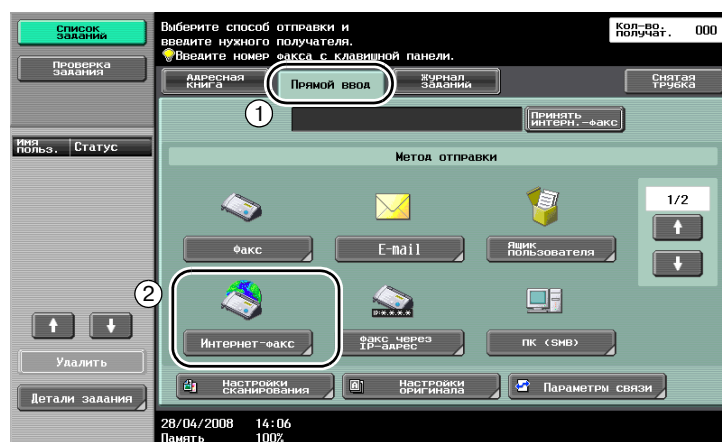 Список
заданий
Проверка
задания
Имя
польз.
Статус
Удалить
Детали задания
Выберите способ отправки и
введите нужного получателя.
Введите номер факса с клавишной панели.
Кол-во.
получат.
000
Адресная
книга
Прямой ввод
Журнал
заданий
Снятая
трубка
1
Принять
интерн.-факс
Метод отправки
1/2
Факс
E-mail
Ящик
пользователя
2
Интернет-факс
Факс через
IP-адрес
ПК (SMB)
Настройки
сканирования
Настройки
оригинала
Параметры связи
28/04/2008 14:06
Память 100%